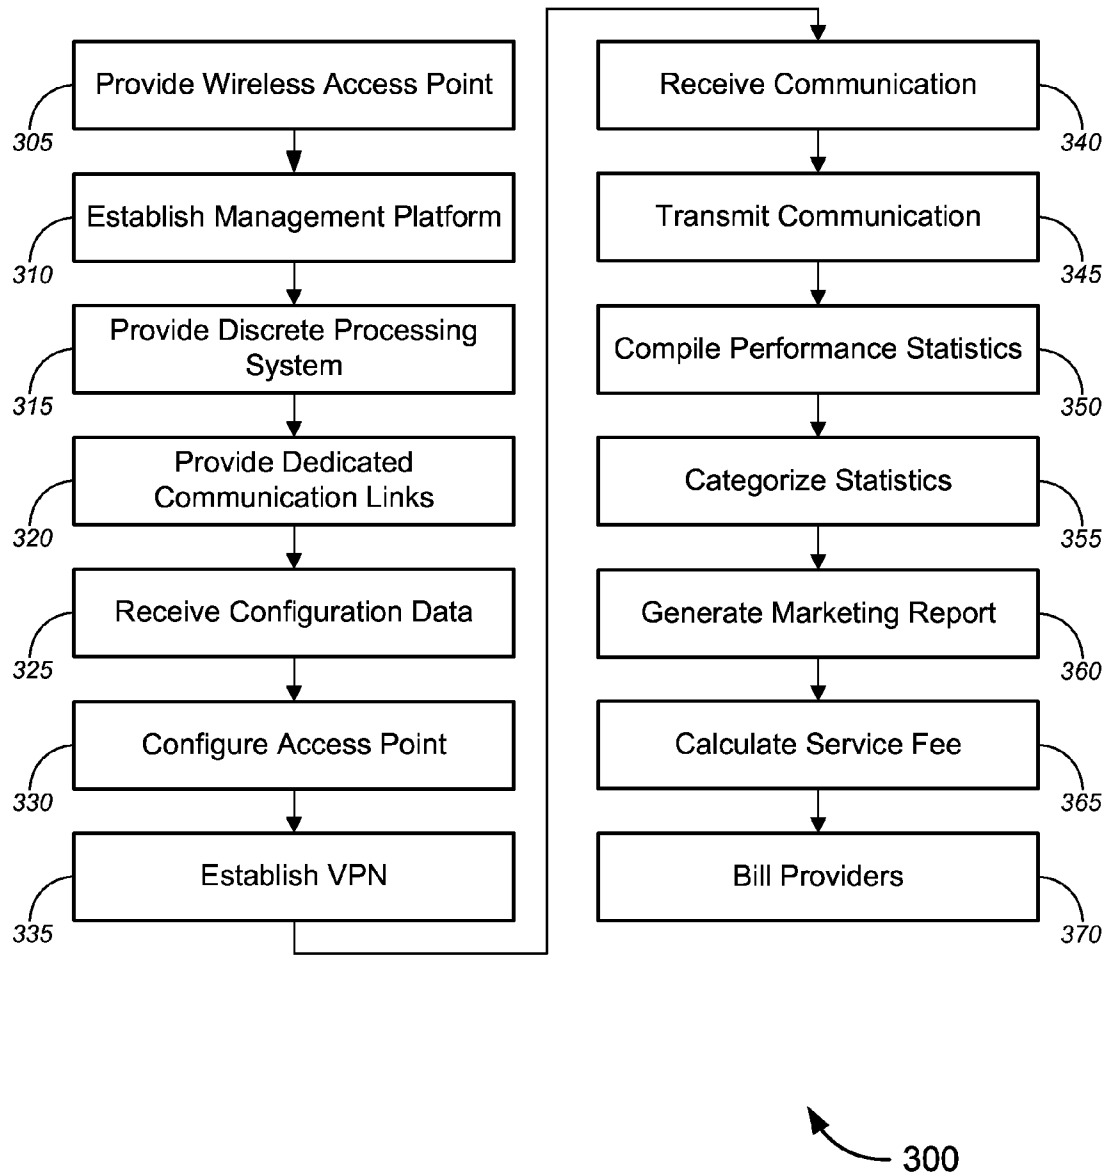 Provide Wireless Access Point
305
Establish Management Platform
310
Provide Discrete Processing
System
315
Provide Dedicated
Communication Links
320
Receive Configuration Data
325
Configure Access Point
330
Establish VPN
335
Receive Communication
340
Transmit Communication
345
Compile Performance Statistics
350
Categorize Statistics
355
Generate Marketing Report
360
Calculate Service Fee
365
Bill Providers
370
300